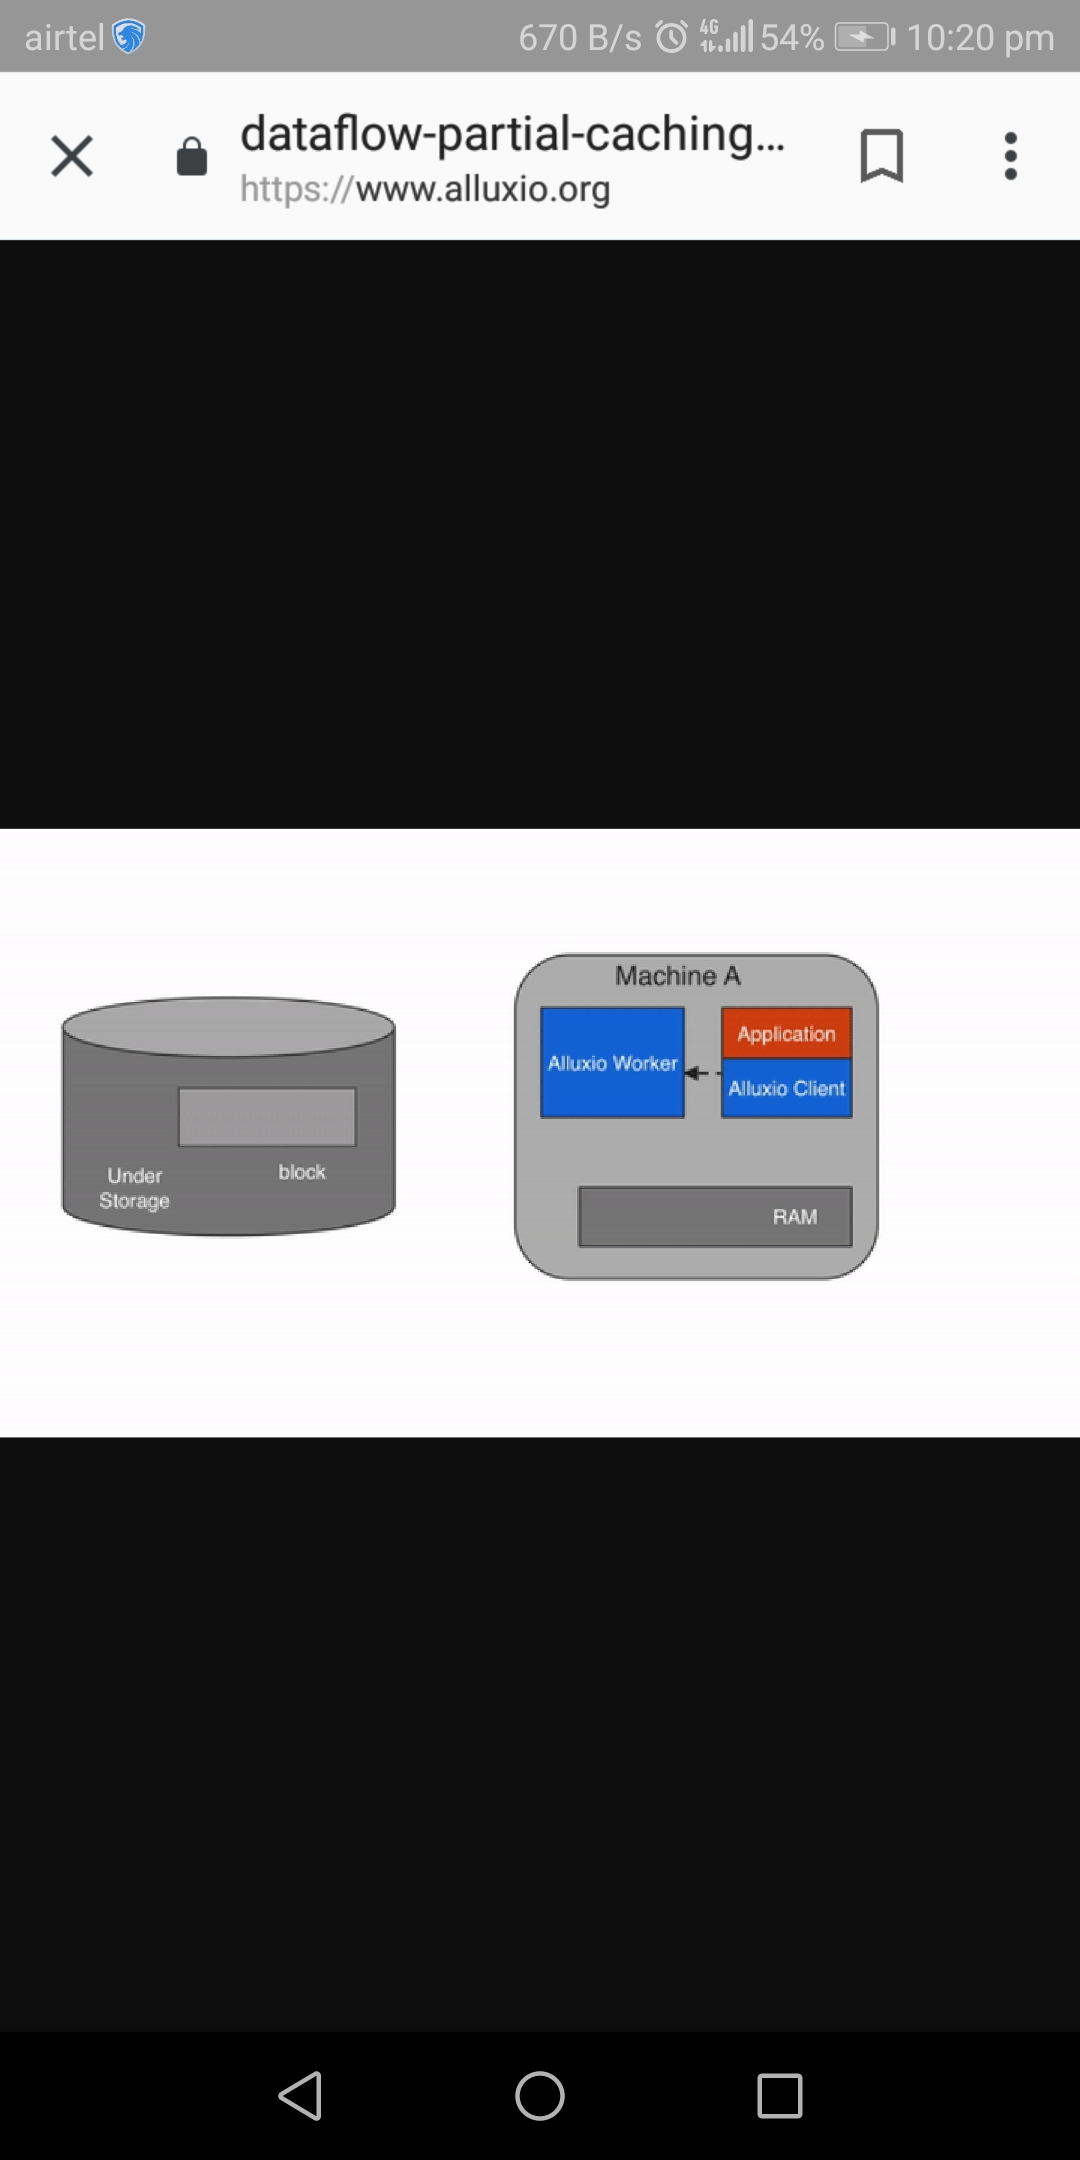 airtel 670 B/s 4G 54% 10:20 pm
dataflow-partial-caching...
https://www.alluxio.org
Machine A
Alluxio Worker
Application
Alluxio Client
Under
Storage
block
RAM